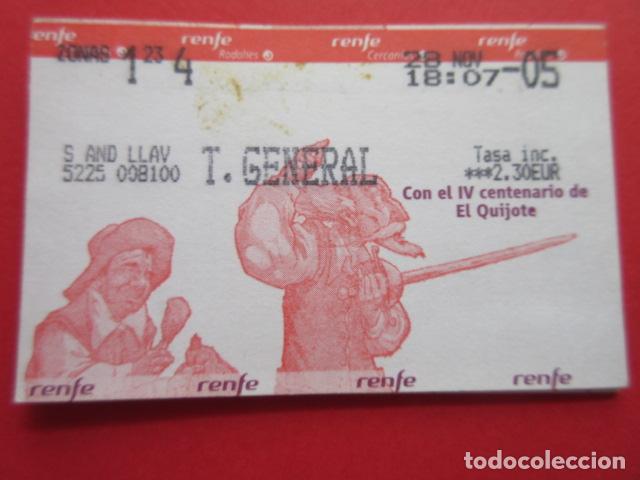 renfe renfe renfe renfe
Rodalies Cercanías
ZONAS 1 23 4 28 NOV
18:07-05
S AND LLAV T. GENERAL Tasa inc.
5225 008100 ***2.30EUR
Con el IV centenario de
El Quijote
renfe renfe renfe renfe
todocoleccion